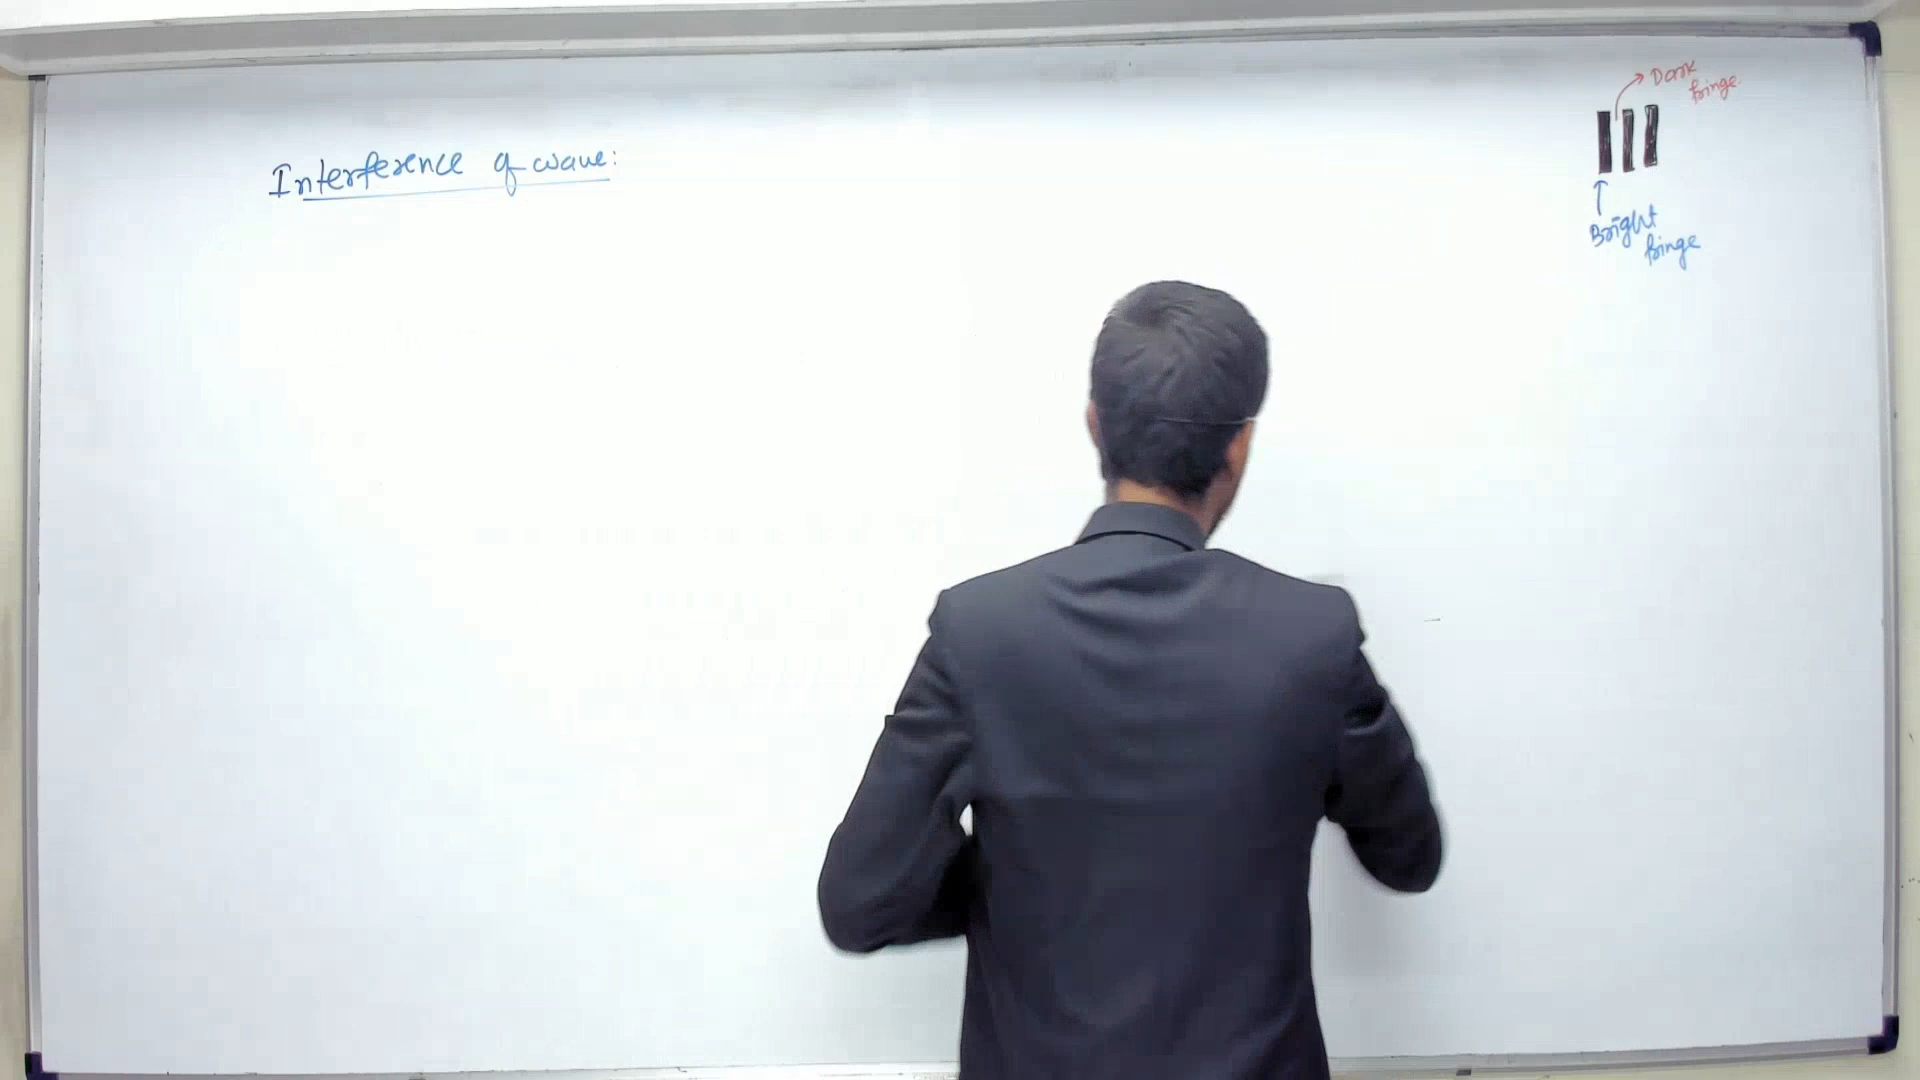 Interference of wave:
Dark
fringe
Bright
fringe